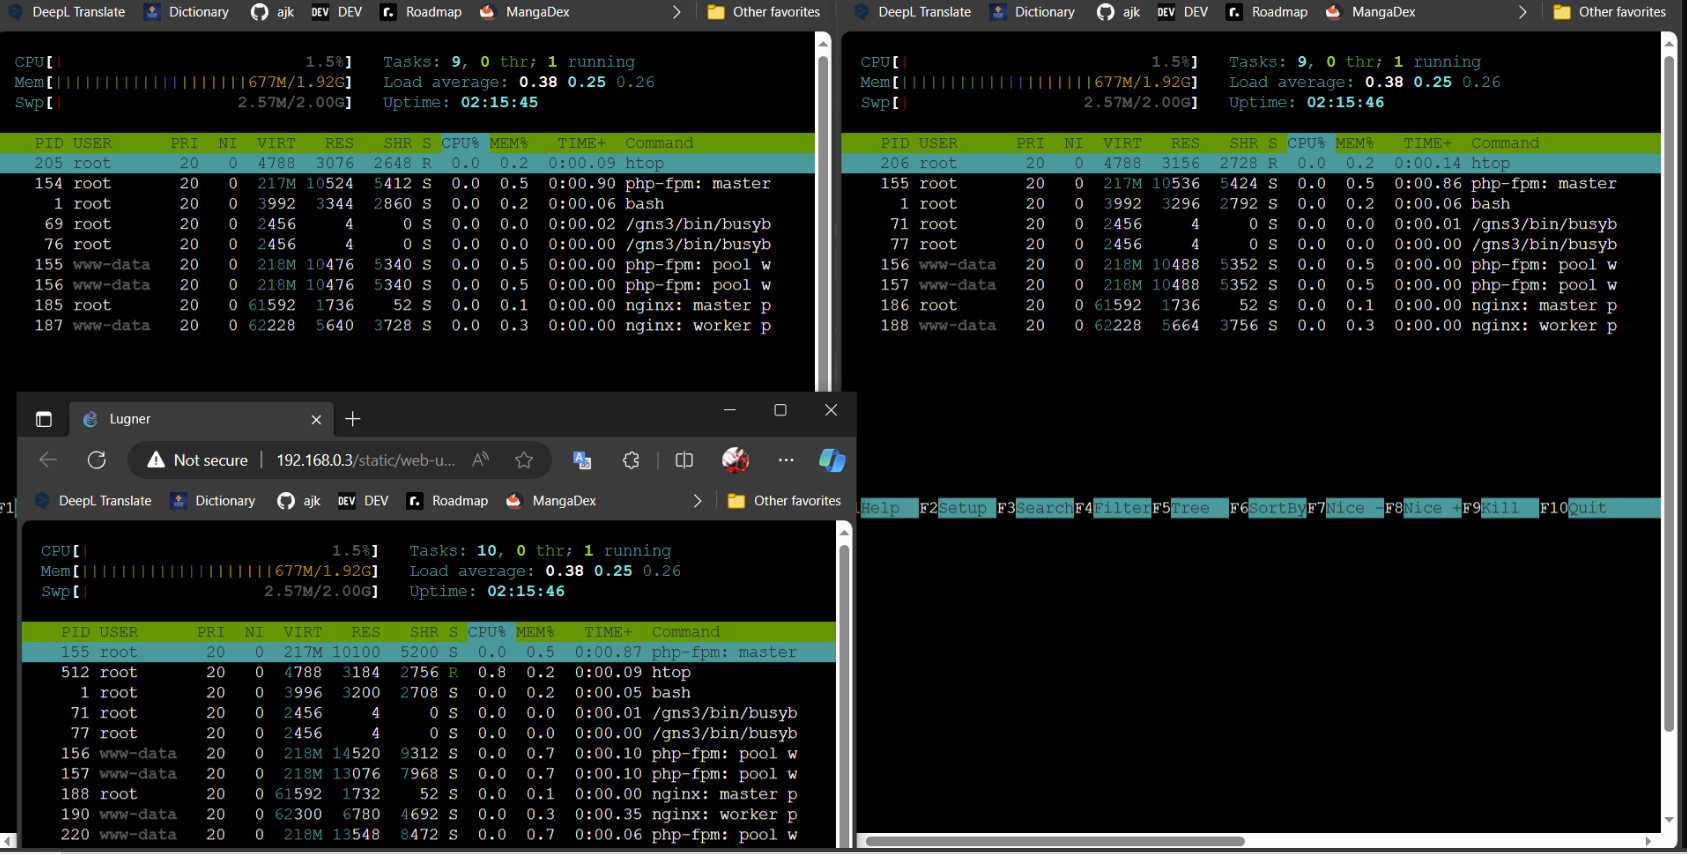 DeepL Translate Dictionary ajk DEV DEV Roadmap MangaDex Other favorites
CPU[| 1.5%] Tasks: 9, 0 thr; 1 running
Mem[||||||||||||||||||||677M/1.92G] Load average: 0.38 0.25 0.26
Swp[| 2.57M/2.00G] Uptime: 02:15:45
PID USER PRI NI VIRT RES SHR S CPU% MEM% TIME+ Command
205 root 20 0 4788 3076 2648 R 0.0 0.2 0:00.09 htop
154 root 20 0 217M 10524 5412 S 0.0 0.5 0:00.90 php-fpm: master
1 root 20 0 3992 3344 2860 S 0.0 0.2 0:00.06 bash
69 root 20 0 2456 4 0 S 0.0 0.0 0:00.02 /gns3/bin/busyb
76 root 20 0 2456 4 0 S 0.0 0.0 0:00.00 /gns3/bin/busyb
155 www-data 20 0 218M 10476 5340 S 0.0 0.5 0:00.00 php-fpm: pool w
156 www-data 20 0 218M 10476 5340 S 0.0 0.5 0:00.00 php-fpm: pool w
185 root 20 0 61592 1736 52 S 0.0 0.1 0:00.00 nginx: master p
187 www-data 20 0 62228 5640 3728 S 0.0 0.3 0:00.00 nginx: worker p
DeepL Translate Dictionary ajk DEV DEV Roadmap MangaDex Other favorites
CPU[| 1.5%] Tasks: 9, 0 thr; 1 running
Mem[||||||||||||||||||||677M/1.92G] Load average: 0.38 0.25 0.26
Swp[| 2.57M/2.00G] Uptime: 02:15:46
PID USER PRI NI VIRT RES SHR S CPU% MEM% TIME+ Command
206 root 20 0 4788 3156 2728 R 0.0 0.2 0:00.14 htop
155 root 20 0 217M 10536 5424 S 0.0 0.5 0:00.86 php-fpm: master
1 root 20 0 3992 3296 2792 S 0.0 0.2 0:00.06 bash
71 root 20 0 2456 4 0 S 0.0 0.0 0:00.01 /gns3/bin/busyb
77 root 20 0 2456 4 0 S 0.0 0.0 0:00.00 /gns3/bin/busyb
156 www-data 20 0 218M 10488 5352 S 0.0 0.5 0:00.00 php-fpm: pool w
157 www-data 20 0 218M 10488 5352 S 0.0 0.5 0:00.00 php-fpm: pool w
186 root 20 0 61592 1736 52 S 0.0 0.1 0:00.00 nginx: master p
188 www-data 20 0 62228 5664 3756 S 0.0 0.3 0:00.00 nginx: worker p
F1
Help F2Setup F3SearchF4FilterF5Tree F6SortByF7Nice -F8Nice +F9Kill F10Quit
Lugner
Not secure 192.168.0.3/static/web-u...
DeepL Translate Dictionary ajk DEV DEV Roadmap MangaDex Other favorites
CPU[| 1.5%] Tasks: 10, 0 thr; 1 running
Mem[||||||||||||||||||||677M/1.92G] Load average: 0.38 0.25 0.26
Swp[| 2.57M/2.00G] Uptime: 02:15:46
PID USER PRI NI VIRT RES SHR S CPU% MEM% TIME+ Command
155 root 20 0 217M 10100 5200 S 0.0 0.5 0:00.87 php-fpm: master
512 root 20 0 4788 3184 2756 R 0.8 0.2 0:00.09 htop
1 root 20 0 3996 3200 2708 S 0.0 0.2 0:00.05 bash
71 root 20 0 2456 4 0 S 0.0 0.0 0:00.01 /gns3/bin/busyb
77 root 20 0 2456 4 0 S 0.0 0.0 0:00.00 /gns3/bin/busyb
156 www-data 20 0 218M 14520 9312 S 0.0 0.7 0:00.10 php-fpm: pool w
157 www-data 20 0 218M 13076 7968 S 0.0 0.7 0:00.10 php-fpm: pool w
188 root 20 0 61592 1732 52 S 0.0 0.1 0:00.00 nginx: master p
190 www-data 20 0 62300 6780 4692 S 0.0 0.3 0:00.35 nginx: worker p
220 www-data 20 0 218M 13548 8472 S 0.0 0.7 0:00.06 php-fpm: pool w